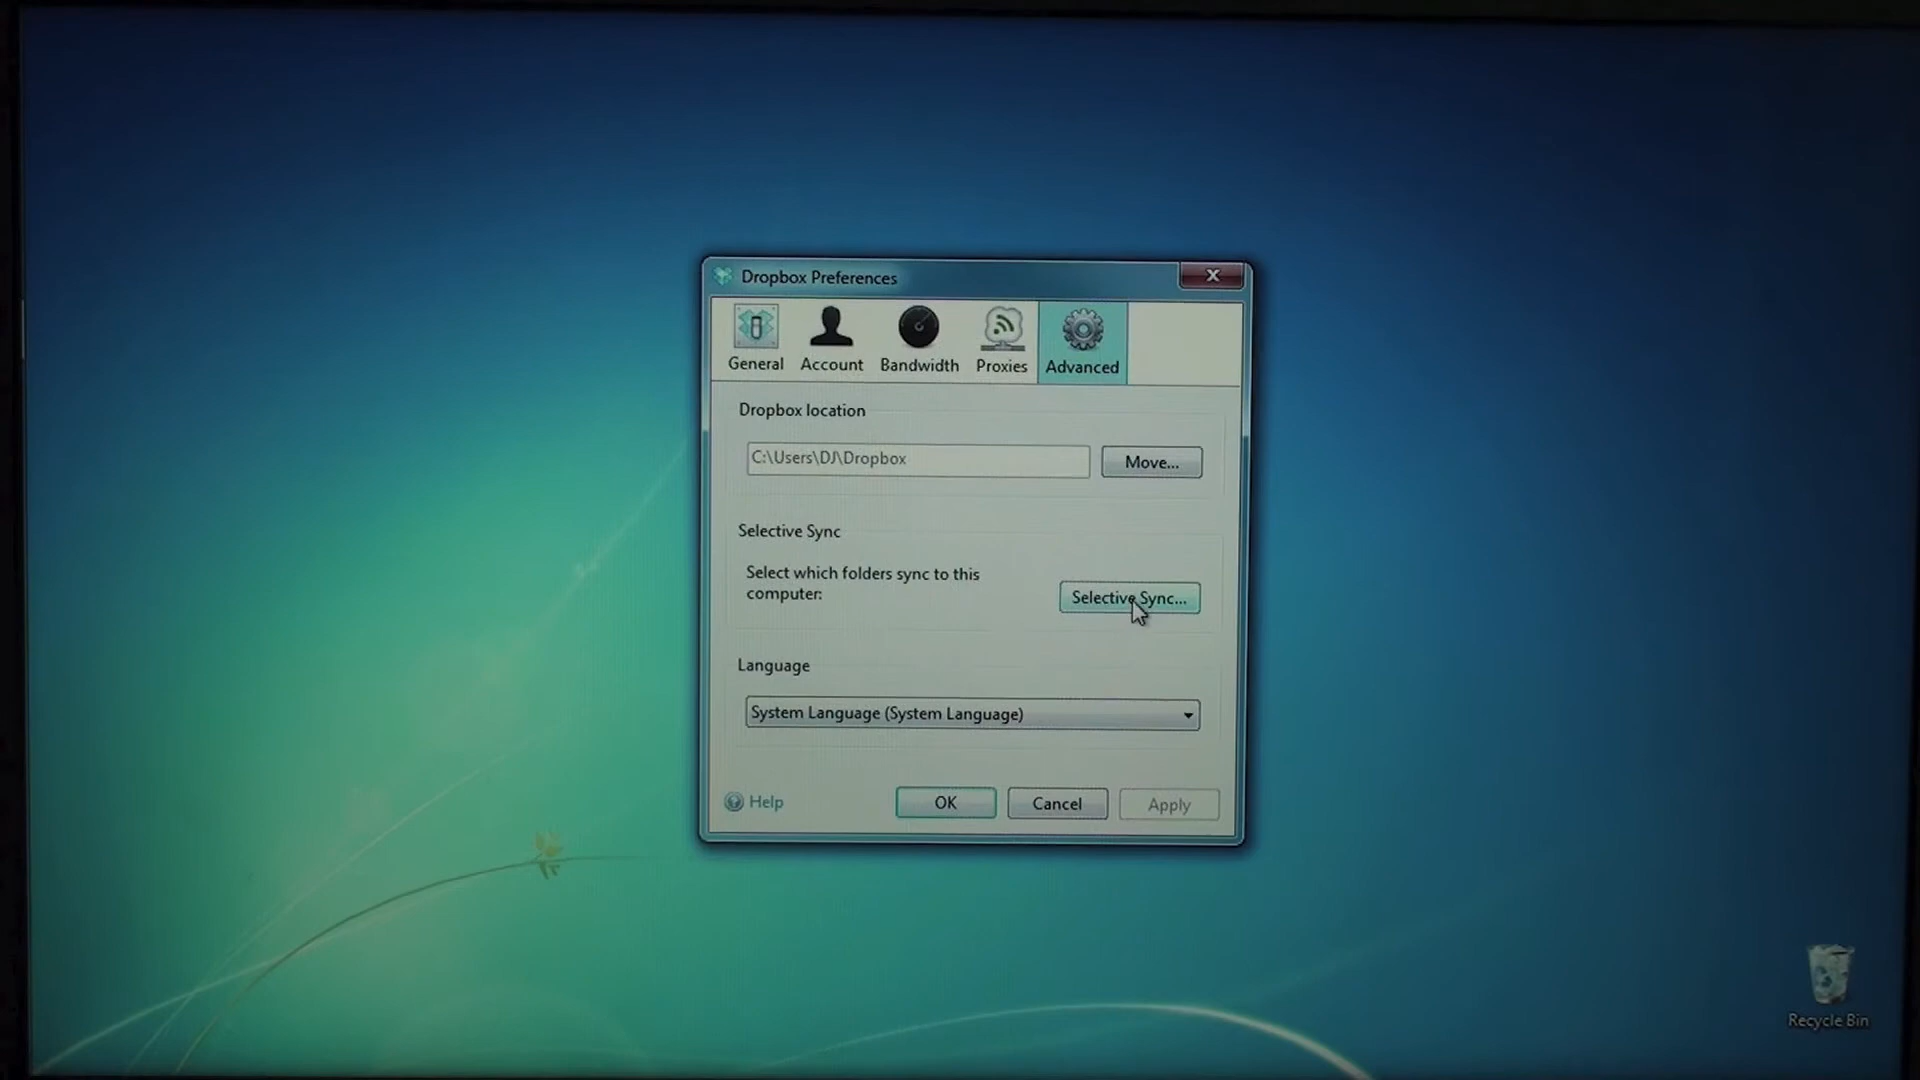 Dropbox Preferences
General Account Bandwidth Proxies Advanced
Dropbox location
C:\Users\DJ\Dropbox
Move...
Selective Sync
Select which folders sync to this
computer:
Selective Sync...
Language
System Language (System Language)
Help
OK
Cancel
Apply
Recycle Bin